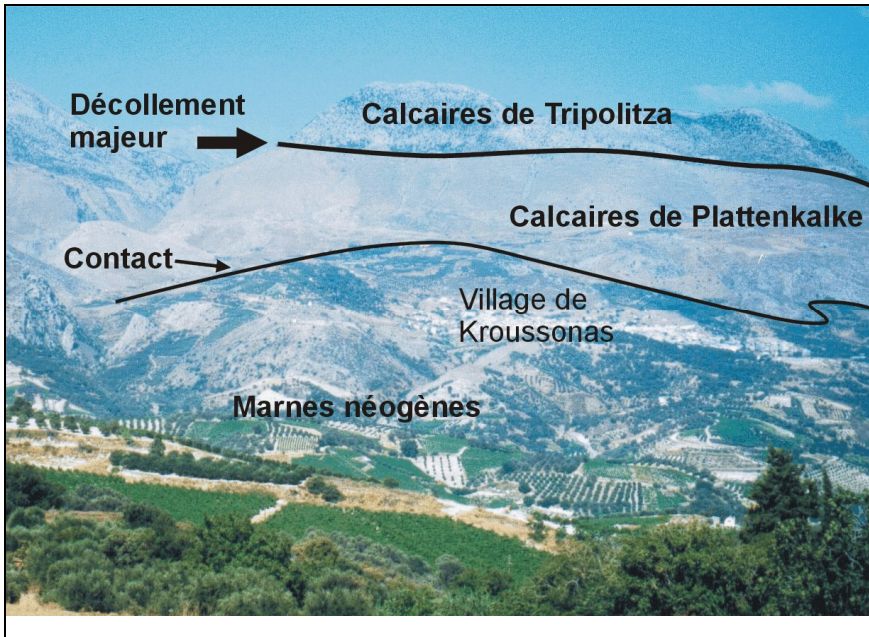 Décollement
majeur
Calcaires de Tripolitza
Calcaires de Plattenkalke
Contact
Village de
Kroussonas
Marnes néogènes